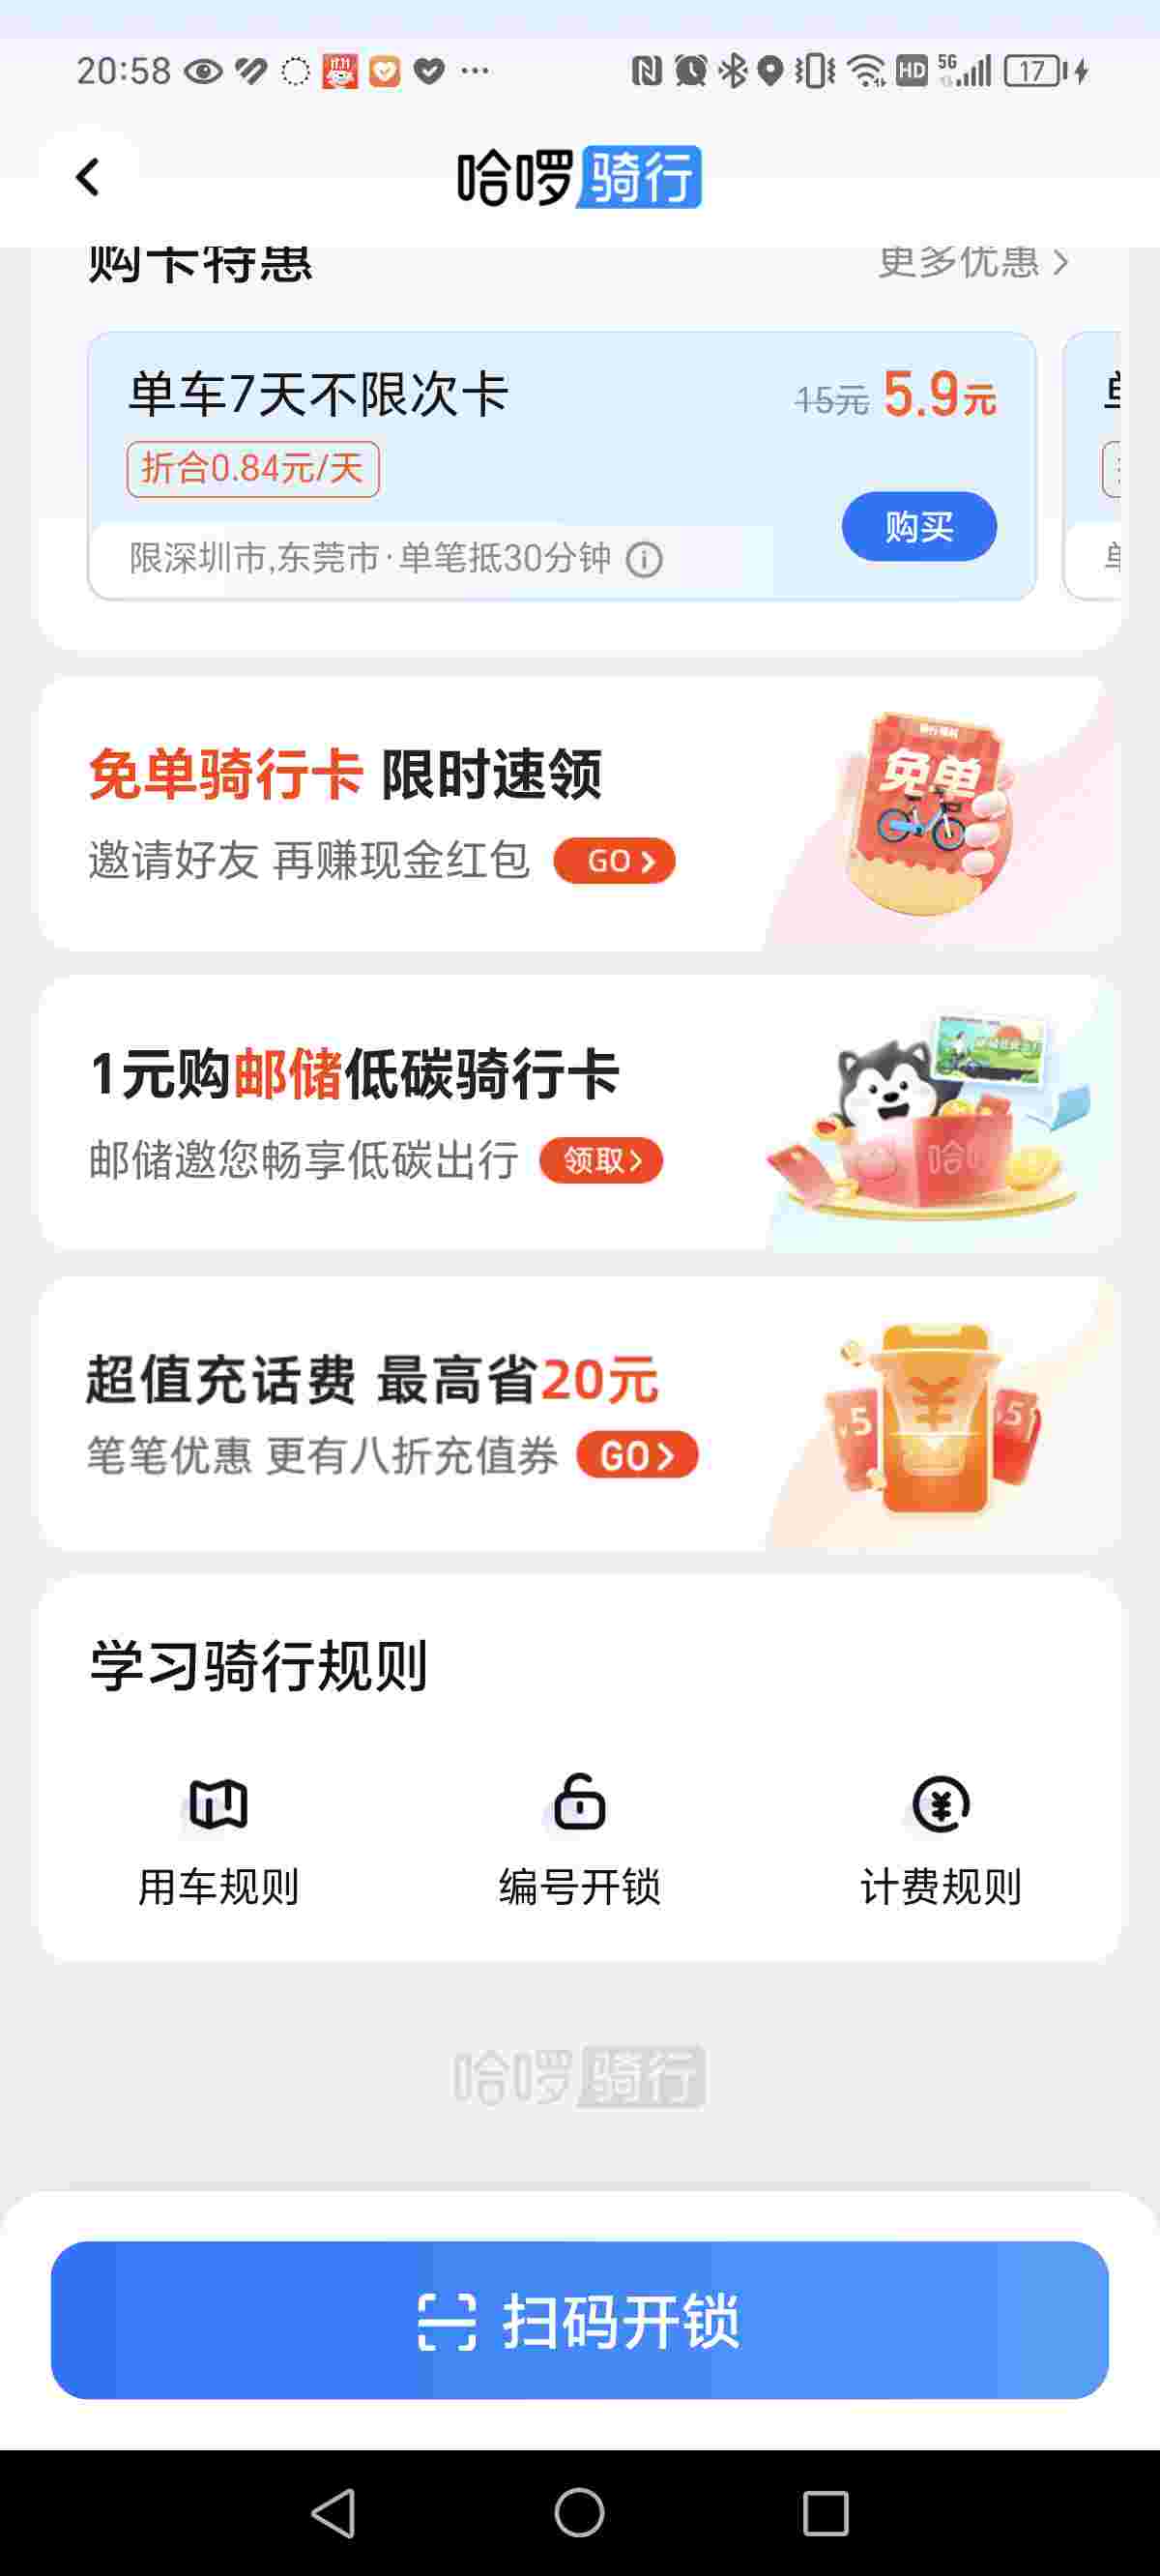 20:58
HD 5G 17
哈啰骑行
购卡特惠 更多优惠
单车7天不限次卡 15元 5.9元
折合0.84元/天
购买
限深圳市,东莞市·单笔抵30分钟
免单骑行卡 限时速领
免单
邀请好友 再赚现金红包 GO
1元购邮储低碳骑行卡
邮储邀您畅享低碳出行 领取
超值充话费 最高省20元
笔笔优惠 更有八折充值券 GO
学习骑行规则
用车规则 编号开锁 计费规则
哈啰骑行
扫码开锁